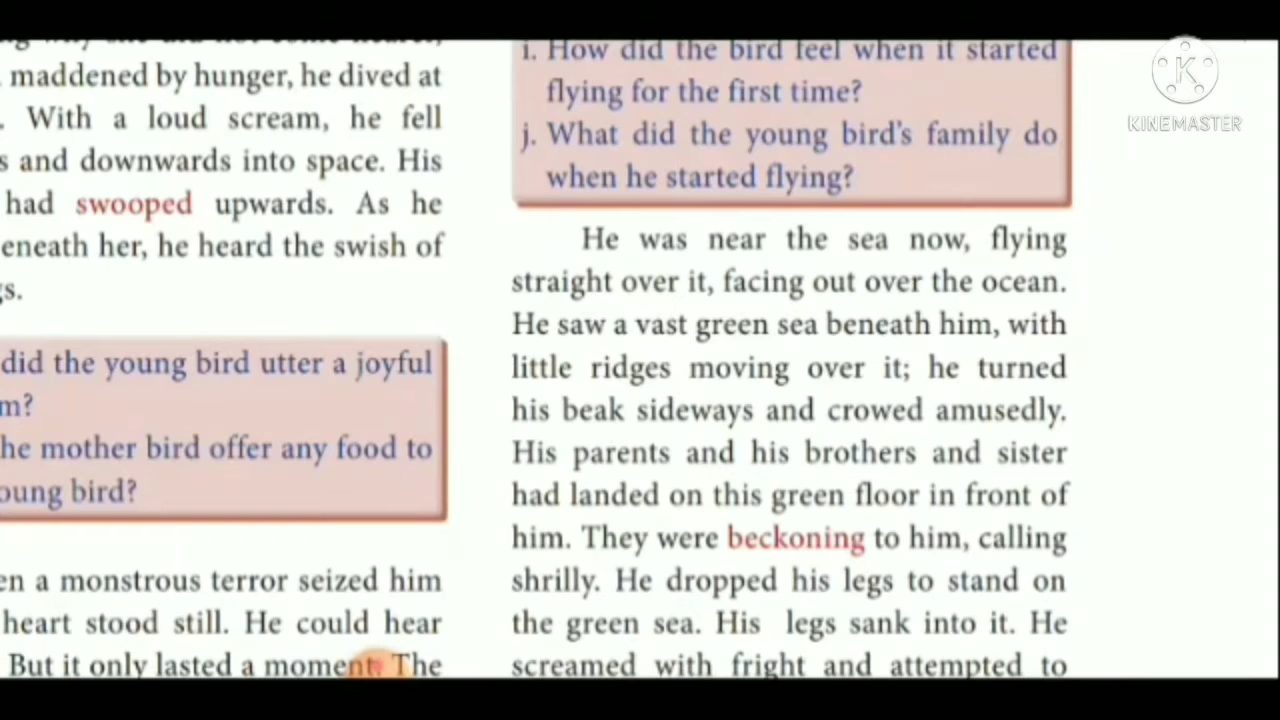 maddened by hunger, he dived at
. With a loud scream, he fell
s and downwards into space. His
had swooped upwards. As he
eneath her, he heard the swish of
gs.
did the young bird utter a joyful
m?
he mother bird offer any food to
oung bird?
en a monstrous terror seized him
heart stood still. He could hear
But it only lasted a moment. The
i. How did the bird feel when it started
flying for the first time?
j. What did the young bird's family do
when he started flying?
He was near the sea now, flying
straight over it, facing out over the ocean.
He saw a vast green sea beneath him, with
little ridges moving over it; he turned
his beak sideways and crowed amusedly.
His parents and his brothers and sister
had landed on this green floor in front of
him. They were beckoning to him, calling
shrilly. He dropped his legs to stand on
the green sea. His legs sank into it. He
screamed with fright and attempted to
K
KINEMASTER